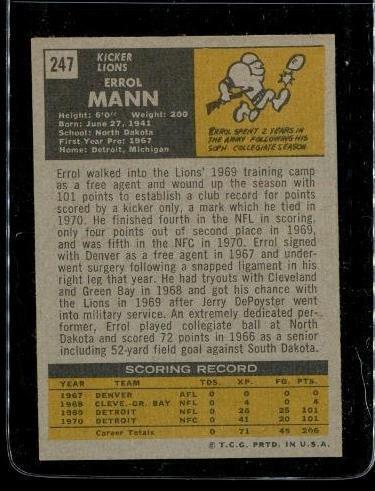 247
KICKER
LIONS
ERROL
MANN
Height: 6'0" Weight: 200
Born: June 27, 1941
School: North Dakota
First Year Pro: 1967
Home: Detroit, Michigan
ERROL SPENT 2 YEARS IN
THE ARMY FOLLOWING HIS
SOPH COLLEGIATE SEASON
Errol walked into the Lions' 1969 training camp
as a free agent and wound up the season with
101 points to establish a club record for points
scored by a kicker only, a mark which he tied in
1970. He finished fourth in the NFL in scoring,
only four points out of second place in 1969,
and was fifth in the NFC in 1970. Errol signed
with Denver as a free agent in 1967 and under-
went surgery following a snapped ligament in his
right leg that year. He had tryouts with Cleveland
and Green Bay in 1968 and got his chance with
the Lions in 1969 after Jerry DePoyster went
into military service. An extremely dedicated per-
former, Errol played collegiate ball at North
Dakota and scored 72 points in 1966 as a senior
including 52-yard field goal against South Dakota.
SCORING RECORD
YEAR TEAM TDS. XP. FG. PTS.
1967 DENVER AFL 0 0 0 0
1968 CLEVE.-GR. BAY NFL 0 4 0 4
1969 DETROIT NFL 0 26 25 101
1970 DETROIT NFC 0 41 20 101
Career Totals 0 71 45 206
© T.C.G. PRTD. IN U.S.A.